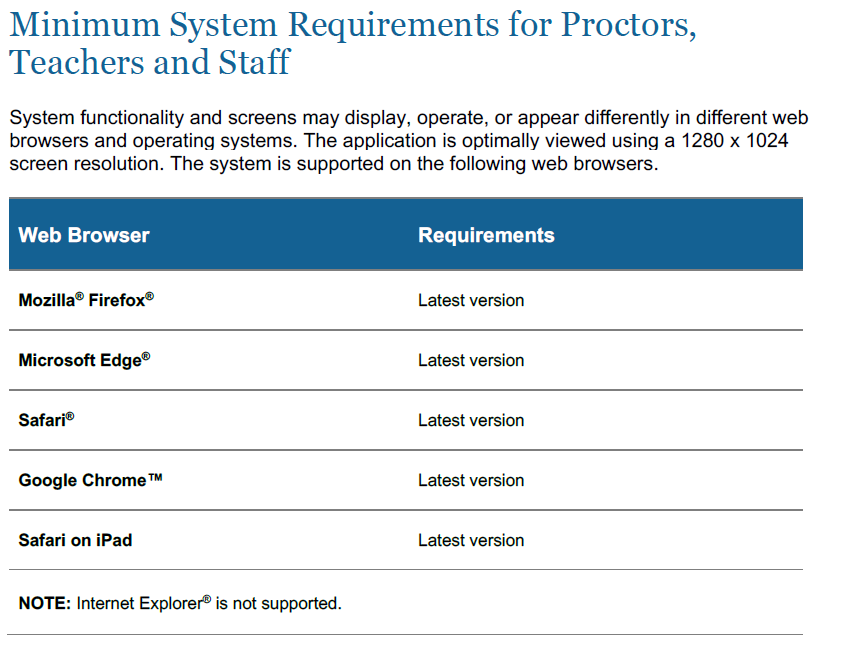 Minimum System Requirements for Proctors,
Teachers and Staff
System functionality and screens may display, operate, or appear differently in different web
browsers and operating systems. The application is optimally viewed using a 1280 x 1024
screen resolution. The system is supported on the following web browsers.
Web Browser Requirements
Mozilla® Firefox® Latest version
Microsoft Edge® Latest version
Safari® Latest version
Google Chrome™ Latest version
Safari on iPad Latest version
NOTE: Internet Explorer® is not supported.